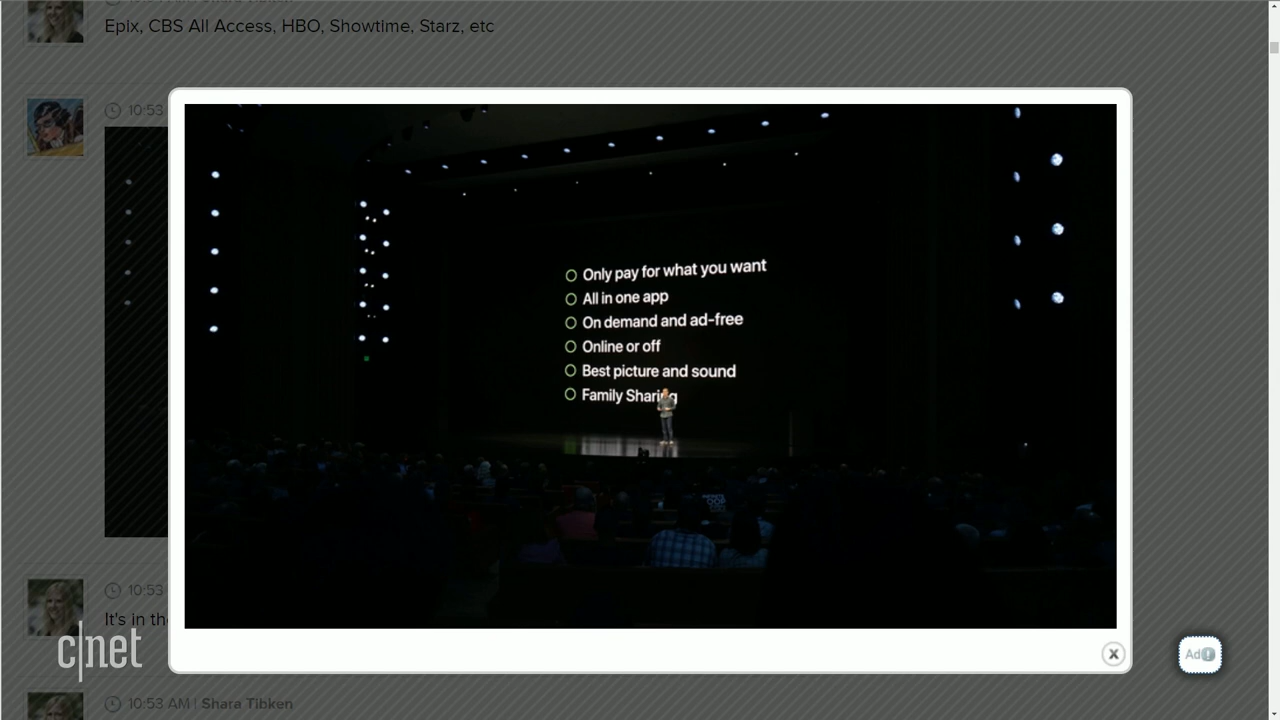 Epix, CBS All Access, HBO, Showtime, Starz, etc
10:53
Only pay for what you want
All in one app
On demand and ad-free
Online or off
Best picture and sound
Family Sharing
10:53
It's in the
c|net
X
Ad
10:53 AM | Shara Tibken